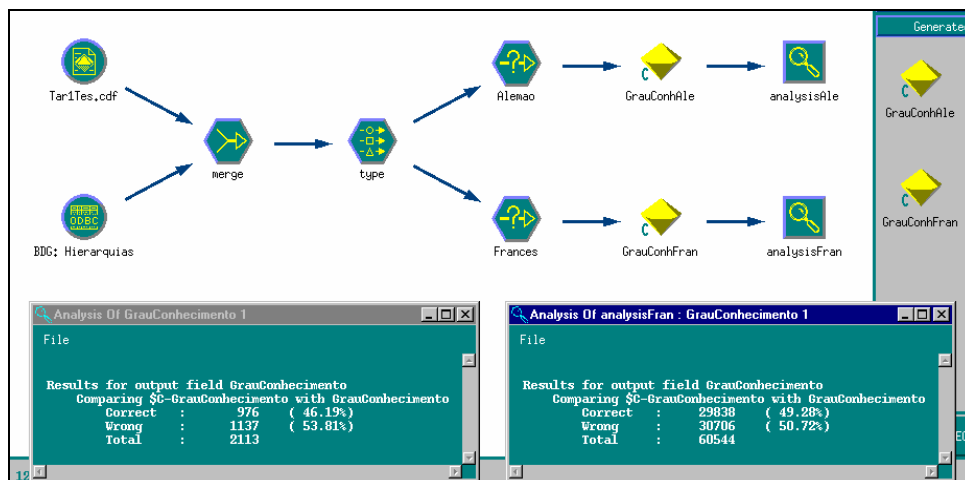 Generated
Tar1Tes.cdf
Alemao
GrauConhAle
analysisAle
GrauConhAle
merge
type
ODBC
BDG: Hierarquias
Frances
GrauConhFran
analysisFran
GrauConhFran
Analysis Of GrauConhecimento 1
File
Results for output field GrauConhecimento
Comparing $C-GrauConhecimento with GrauConhecimento
Correct : 976 ( 46.19%)
Wrong : 1137 ( 53.81%)
Total : 2113
Analysis Of analysisFran : GrauConhecimento 1
File
Results for output field GrauConhecimento
Comparing $C-GrauConhecimento with GrauConhecimento
Correct : 29838 ( 49.28%)
Wrong : 30706 ( 50.72%)
Total : 60544
12